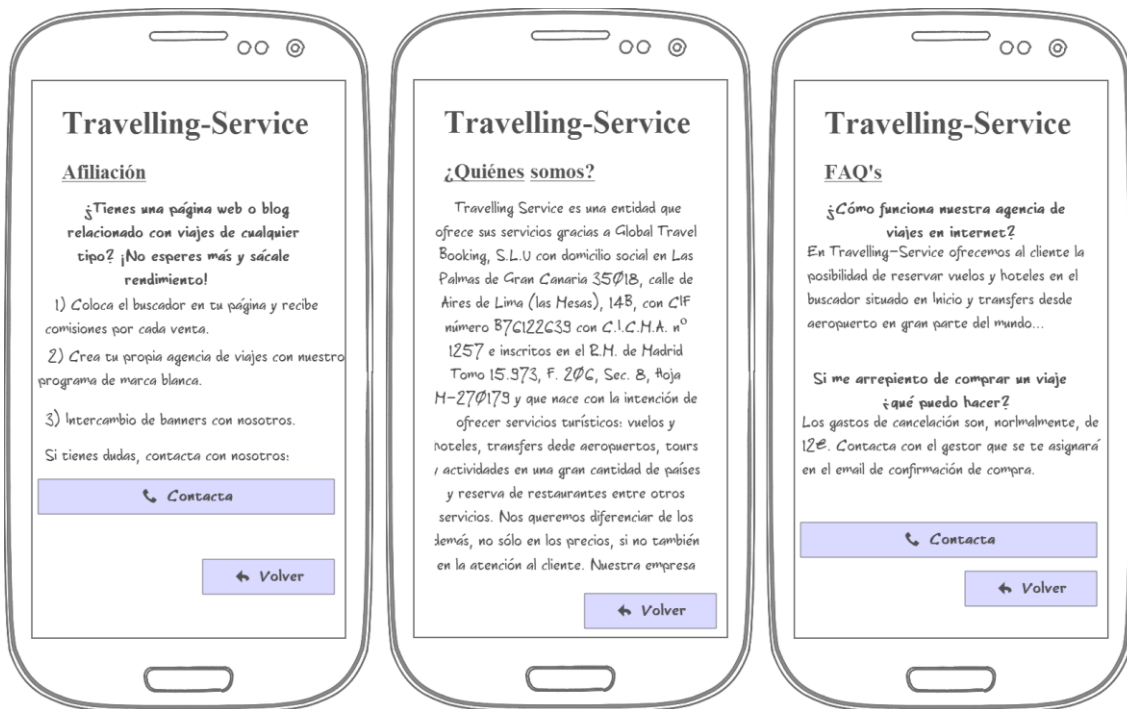 Travelling-Service
Afiliación
¿Tienes una página web o blog
relacionado con viajes de cualquier
tipo? ¡No esperes más y sácale
rendimiento!
1) Coloca el buscador en tu página y recibe
comisiones por cada venta.
2) Crea tu propia agencia de viajes con nuestro
programa de marca blanca.
3) Intercambio de banners con nosotros.
Si tienes dudas, contacta con nosotros:
Contacta
Volver
Travelling-Service
¿Quiénes somos?
Travelling Service es una entidad que
ofrece sus servicios gracias a Global Travel
Booking, S.L.U con domicilio social en Las
Palmas de Gran Canaria 35018, calle de
Aires de Lima (las Mesas), 14B, con CIF
número B76122639 con C.I.C.M.A. nº
1257 e inscritos en el R.M. de Madrid
Tomo 15.973, F. 206, Sec. 8, Hoja
M-270179 y que nace con la intención de
ofrecer servicios turísticos: vuelos y
hoteles, transfers dede aeropuertos, tours
y actividades en una gran cantidad de países
y reserva de restaurantes entre otros
servicios. Nos queremos diferenciar de los
demás, no sólo en los precios, si no también
en la atención al cliente. Nuestra empresa
Volver
Travelling-Service
FAQ's
¿Cómo funciona nuestra agencia de
viajes en internet?
En Travelling-Service ofrecemos al cliente la
posibilidad de reservar vuelos y hoteles en el
buscador situado en Inicio y transfers desde
aeropuerto en gran parte del mundo...
Si me arrepiento de comprar un viaje
¿qué puedo hacer?
Los gastos de cancelación son, norlmalmente, de
12€. Contacta con el gestor que se te asignará
en el email de confirmación de compra.
Contacta
Volver